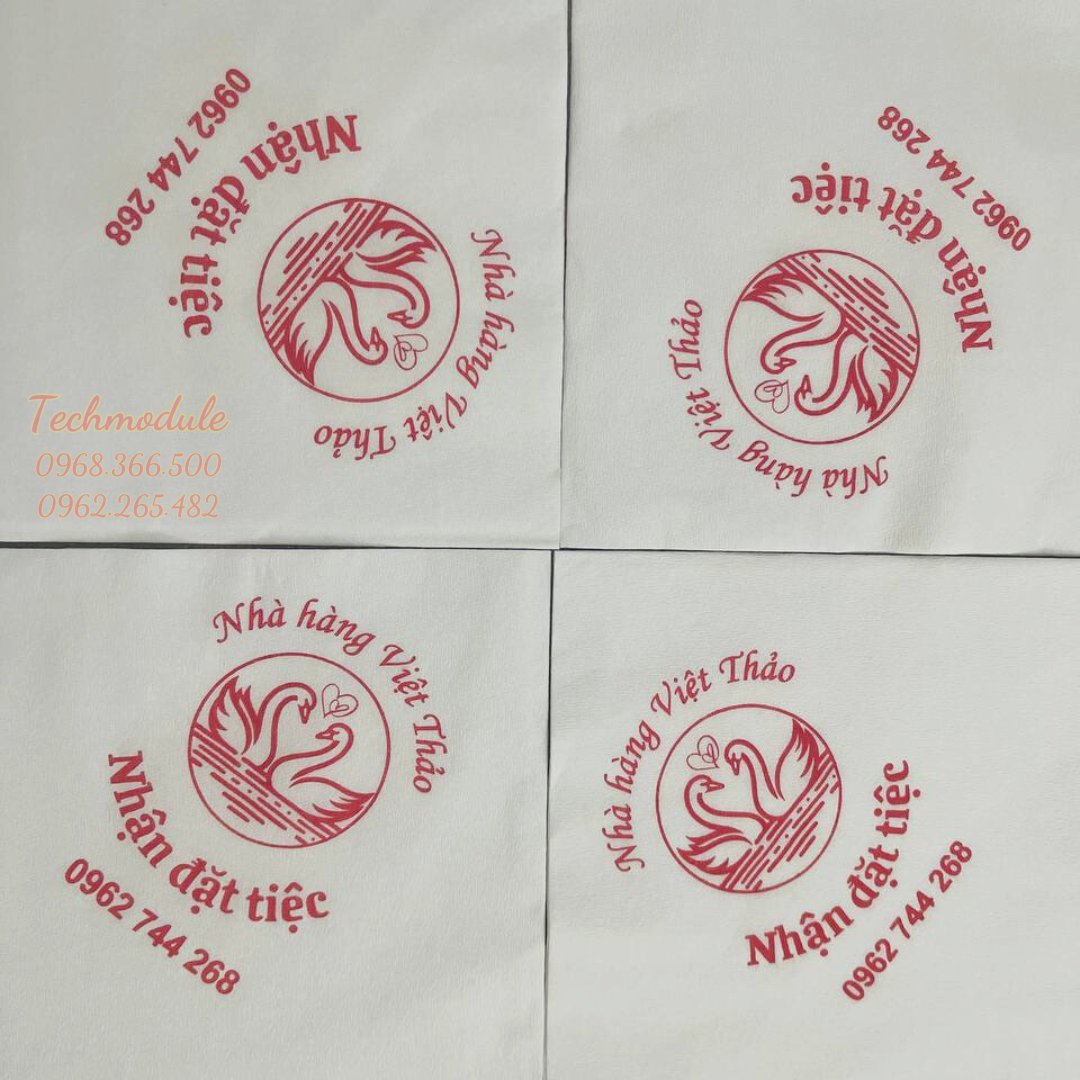 0962 744 268
Nhận đặt tiệc
Nhà hàng Việt Thảo
0962 744 268
Nhận đặt tiệc
Nhà hàng Việt Thảo
Techmodule
0968.366.500
0962.265.482
Nhà hàng Việt Thảo
Nhận đặt tiệc
0962 744 268
Nhà hàng Việt Thảo
Nhận đặt tiệc
0962 744 268